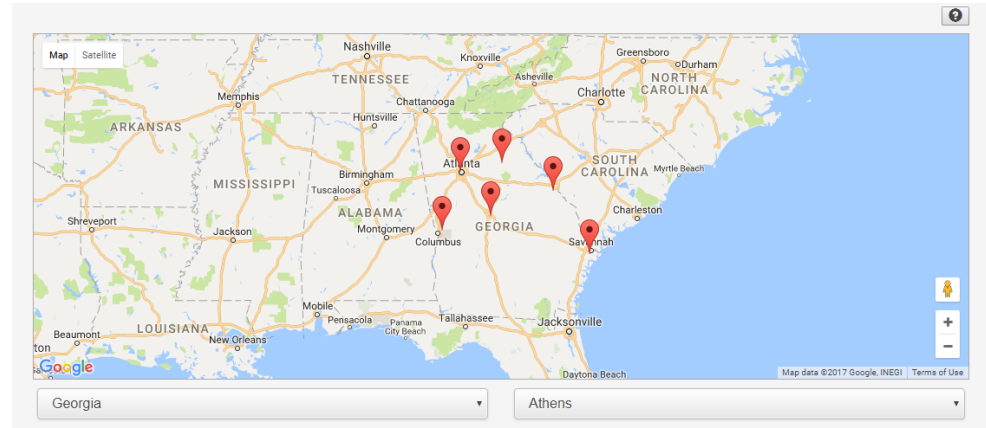 ?
Map Satellite
Nashville
Knoxville
Greensboro
Durham
TENNESSEE
Asheville
NORTH
CAROLINA
Charlotte
Memphis
Chattanooga
Huntsville
ARKANSAS
Atlanta
SOUTH
CAROLINA
Myrtle Beach
Birmingham
MISSISSIPPI
Tuscaloosa
ALABAMA
Charleston
Shreveport
Jackson
Montgomery
GEORGIA
Columbus
Savannah
Mobile
Pensacola
Panama
City Beach
Tallahassee
Jacksonville
Beaumont
LOUISIANA
New Orleans
ton
+
−
Google
Daytona Beach
Map data ©2017 Google, INEGI
Terms of Use
Georgia
Athens